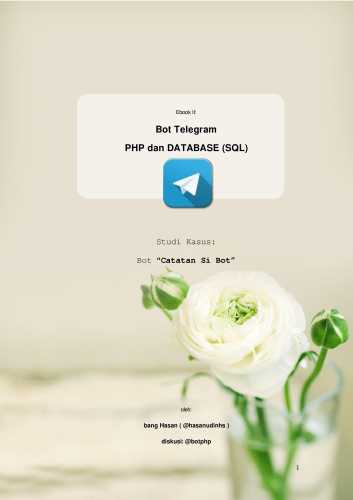 Ebook II
Bot Telegram
PHP dan DATABASE (SQL)
Studi Kasus:
Bot "Catatan Si Bot"
oleh:
bang Hasan ( @hasanudinhs )
diskusi: @botphp
1